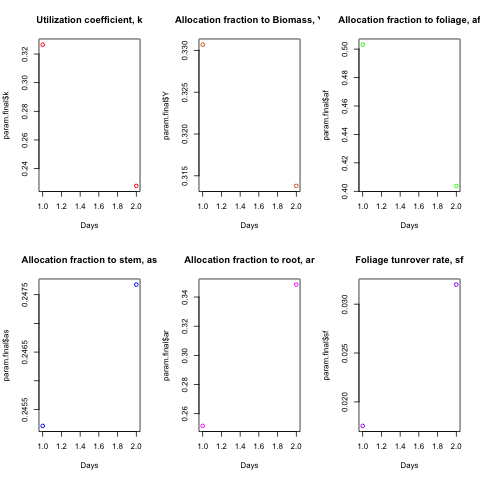 Utilization coefficient, k
param.final$k
0.24 0.26 0.28 0.30 0.32
1.0 1.2 1.4 1.6 1.8 2.0
Days
Allocation fraction to Biomass, Y
param.final$Y
0.315 0.320 0.325 0.330
1.0 1.2 1.4 1.6 1.8 2.0
Days
Allocation fraction to foliage, af
param.final$af
0.40 0.42 0.44 0.46 0.48 0.50
1.0 1.2 1.4 1.6 1.8 2.0
Days
Allocation fraction to stem, as
param.final$as
0.2455 0.2465 0.2475
1.0 1.2 1.4 1.6 1.8 2.0
Days
Allocation fraction to root, ar
param.final$ar
0.26 0.28 0.30 0.32 0.34
1.0 1.2 1.4 1.6 1.8 2.0
Days
Foliage tunrover rate, sf
param.final$sf
0.020 0.025 0.030
1.0 1.2 1.4 1.6 1.8 2.0
Days